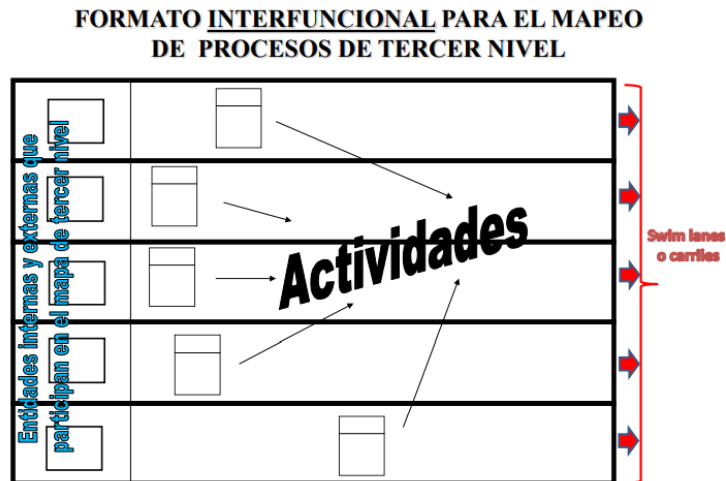 FORMATO INTERFUNCIONAL PARA EL MAPEO
DE PROCESOS DE TERCER NIVEL
Entidades internas y externas que
participan en el mapa de tercer nivel
Actividades
Swim lanes
o carriles